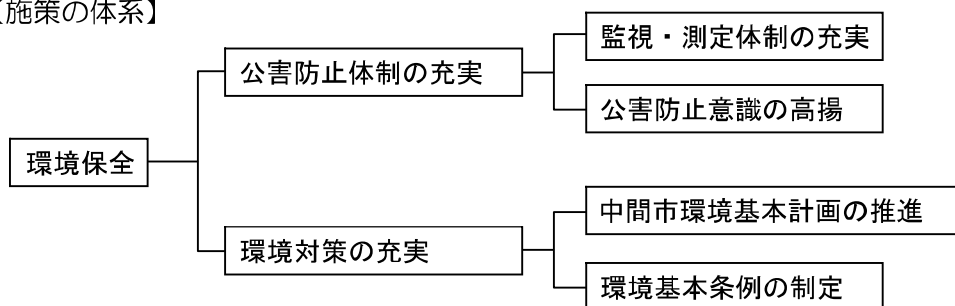 【施策の体系】
監視・測定体制の充実
公害防止体制の充実
公害防止意識の高揚
環境保全
中間市環境基本計画の推進
環境対策の充実
環境基本条例の制定